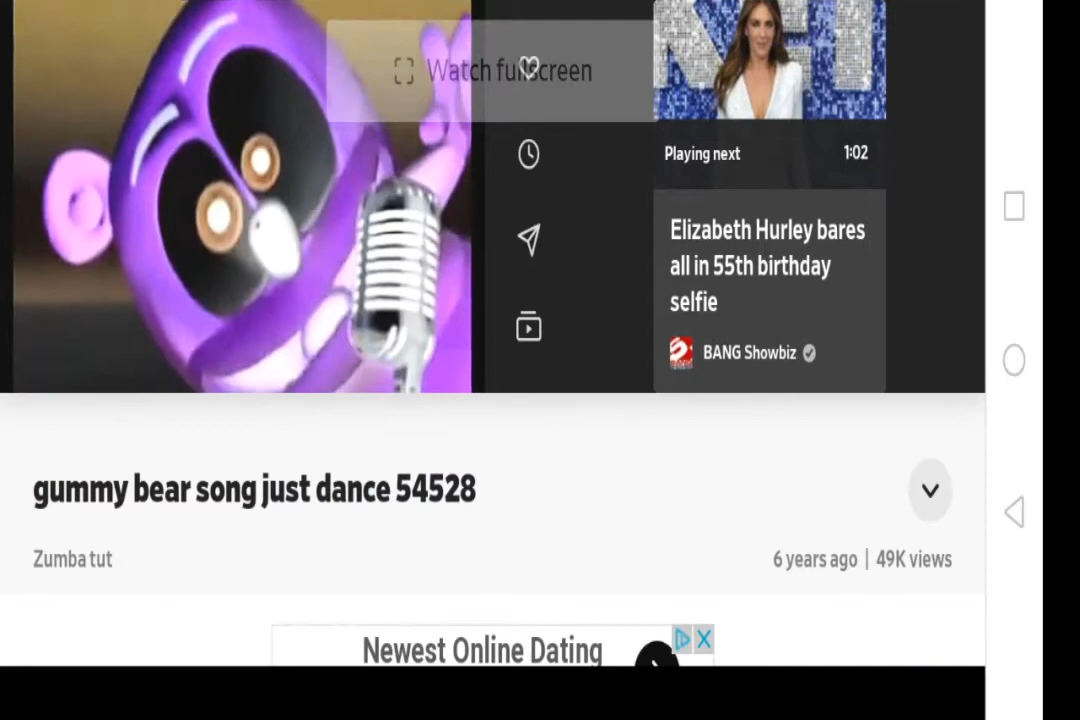 Watch fullscreen
Playing next 1:02
Elizabeth Hurley bares
all in 55th birthday
selfie
BANG Showbiz
gummy bear song just dance 54528
Zumba tut 6 years ago | 49K views
Newest Online Dating